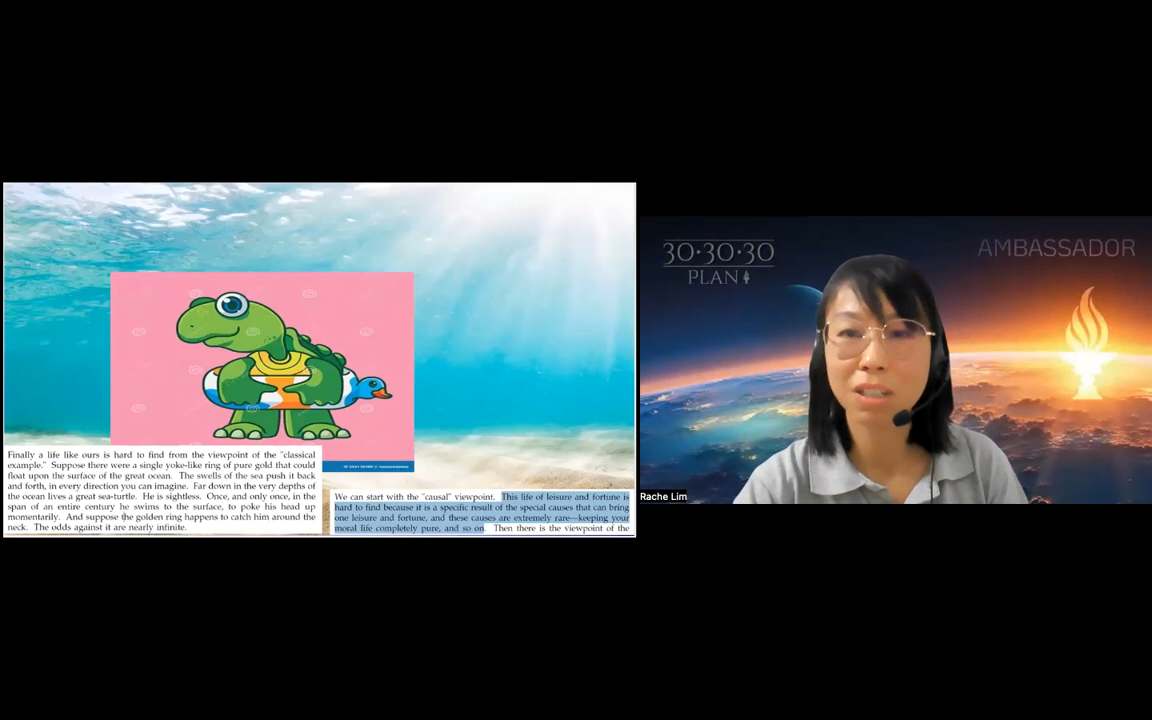 Finally a life like ours is hard to find from the viewpoint of the "classical
example." Suppose there were a single yoke-like ring of pure gold that could
float upon the surface of the great ocean. The swells of the sea push it back
and forth, in every direction you can imagine. Far down in the very depths of
the ocean lives a great sea-turtle. He is sightless. Once, and only once, in the
span of an entire century he swims to the surface, to poke his head up
momentarily. And suppose the golden ring happens to catch him around the
neck. The odds against it are nearly infinite.
We can start with the "causal" viewpoint. This life of leisure and fortune is
hard to find because it is a specific result of the special causes that can bring
one leisure and fortune, and these causes are extremely rare—keeping your
moral life completely pure, and so on. Then there is the viewpoint of the
30·30·30
PLAN
AMBASSADOR
Rache Lim